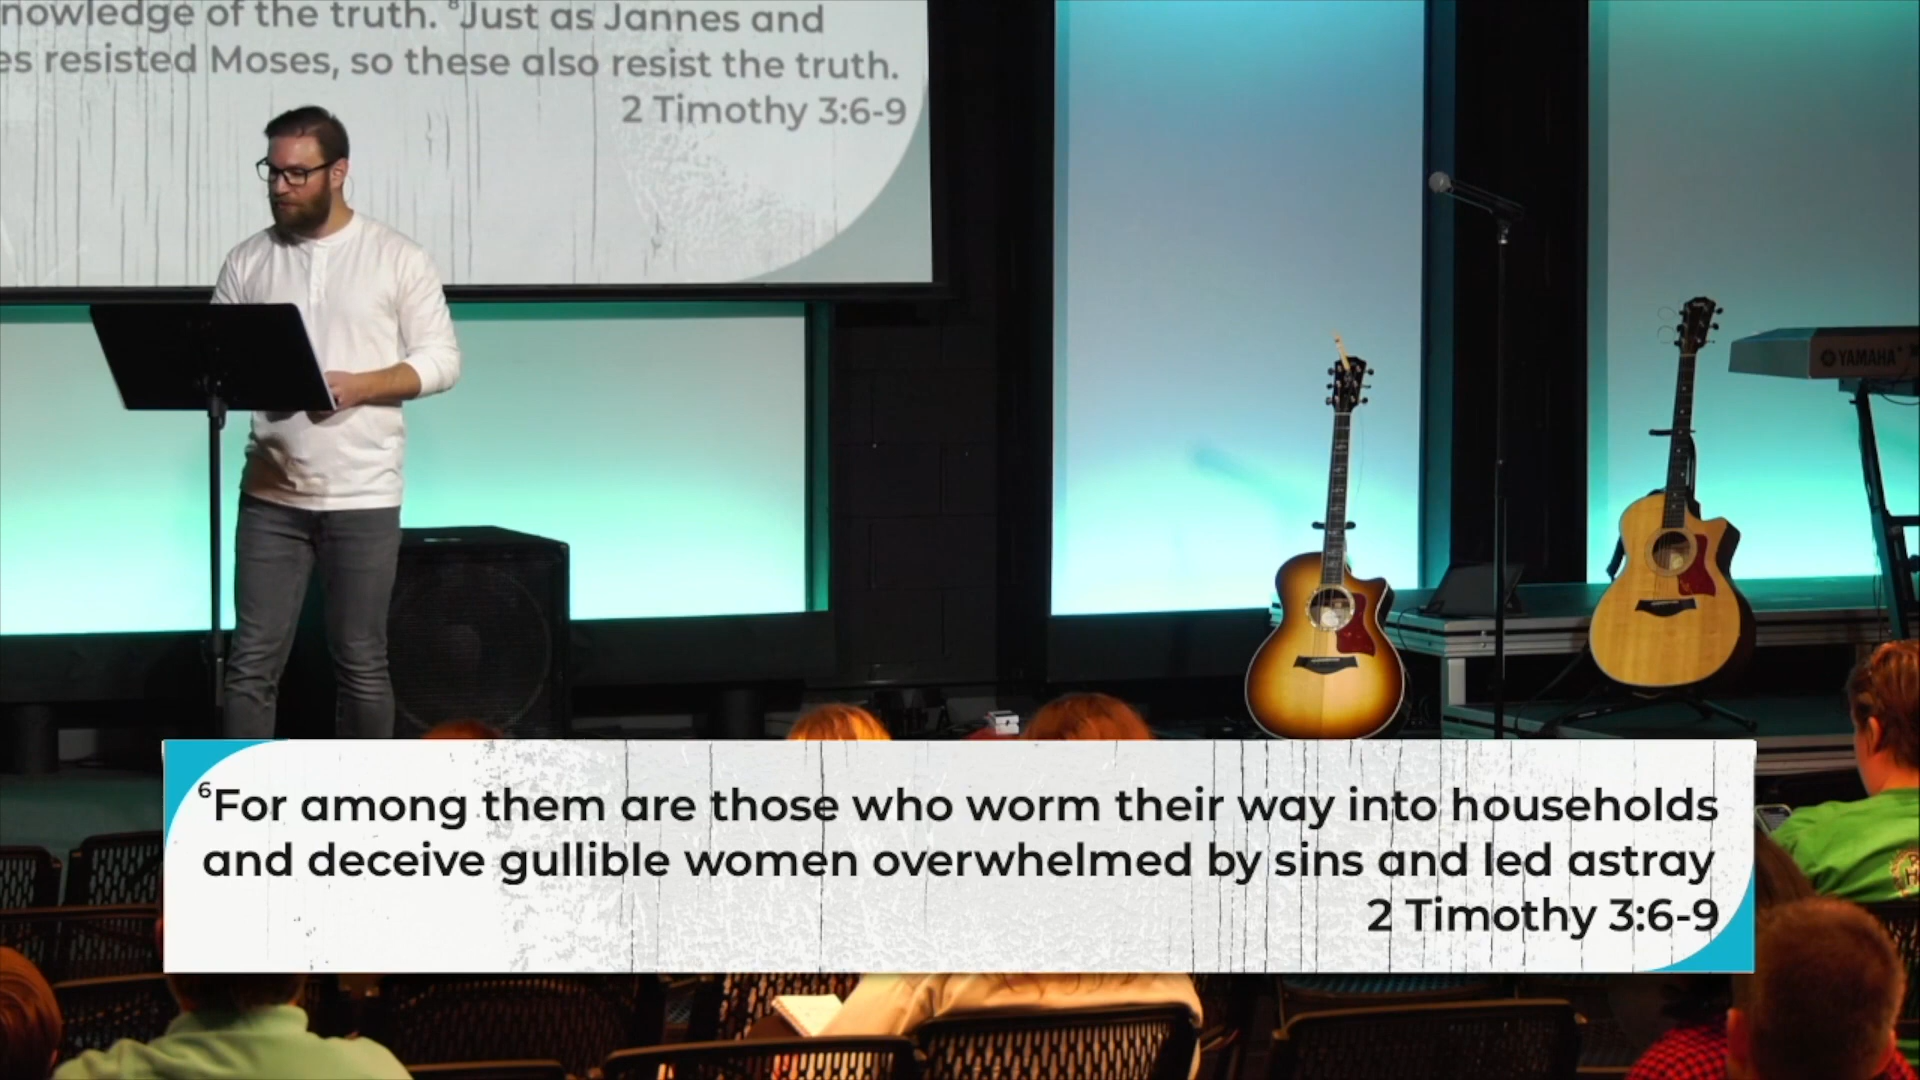 of the truth. ⁸Just as Jannes and
resisted Moses, so these also resist the truth.
2 Timothy 3:6-9
YAMAHA
⁶For among them are those who worm their way into households
and deceive gullible women overwhelmed by sins and led astray
2 Timothy 3:6-9